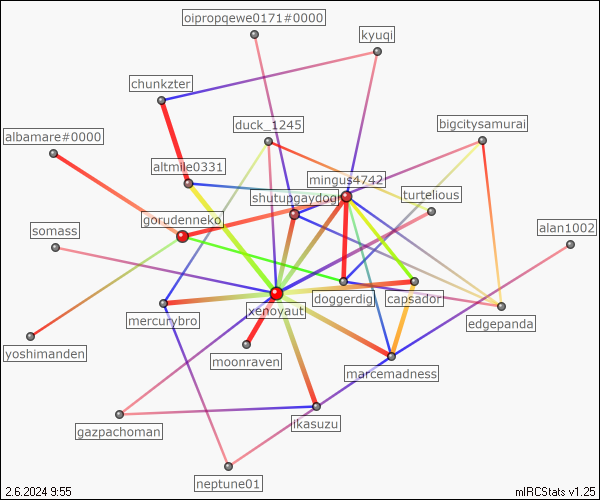 oipropqewe0171#0000
kyuqi
chunkzter
duck_1245
bigcitysamurai
albamare#0000
altmile0331
mingus4742
shutupgaydog
turtelious
gorudenneko
somass
alan1002
doggerdig
capsador
xenoyautl
mercurybro
edgepanda
yoshimanden
moonraven
marcemadness
ikasuzu
gazpachoman
neptune01
2.6.2024 9:55
mIRCStats v1.25